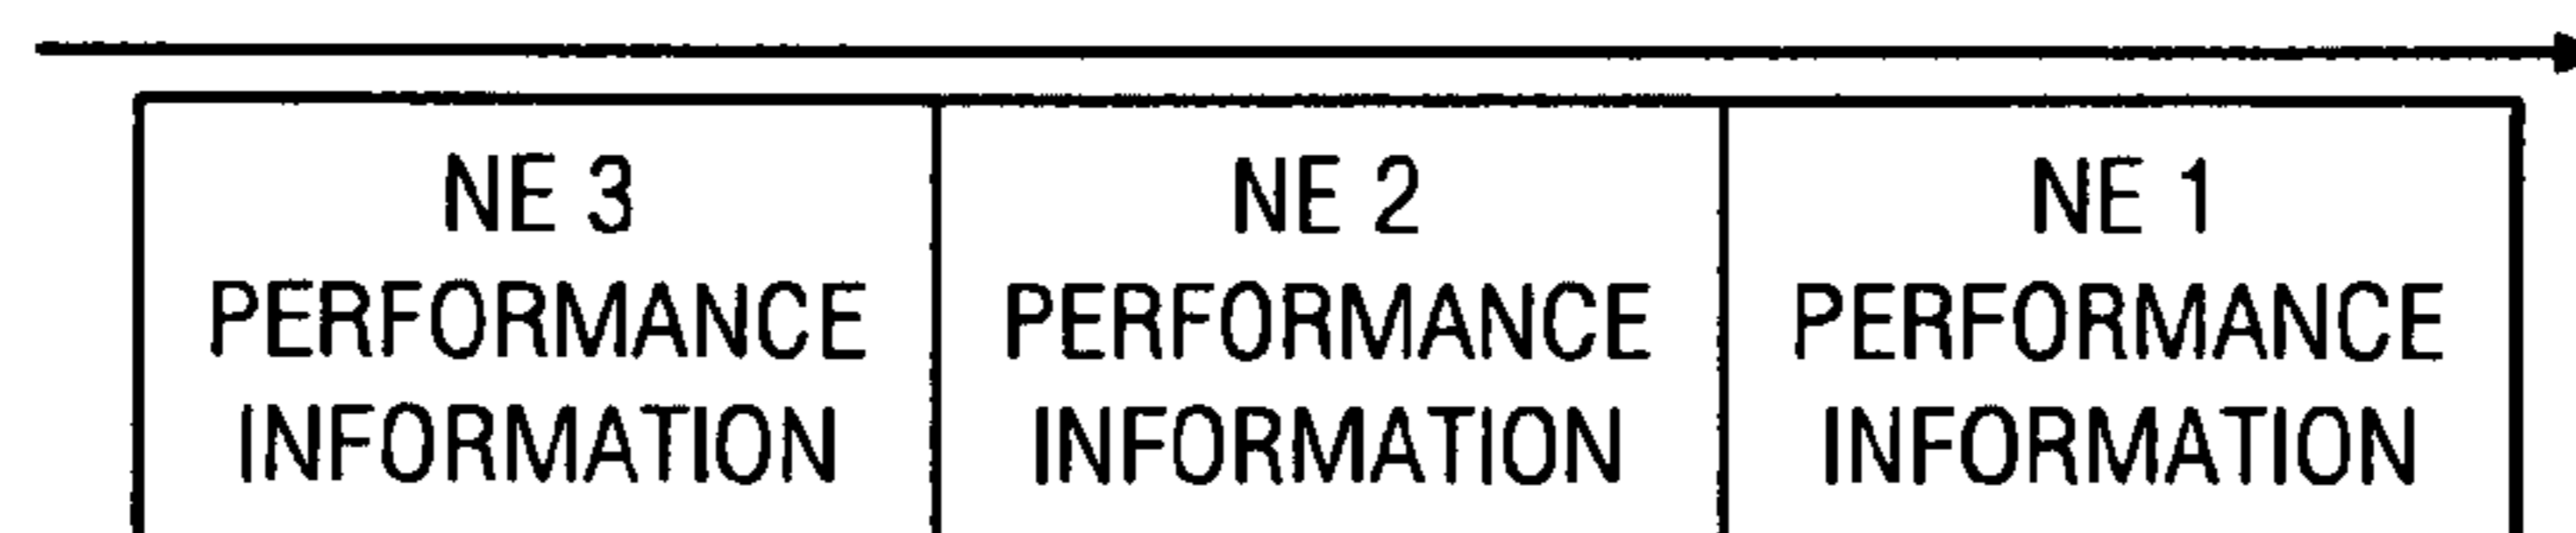 NE 3
PERFORMANCE
INFORMATION
NE 2
PERFORMANCE
INFORMATION
NE 1
PERFORMANCE
INFORMATION